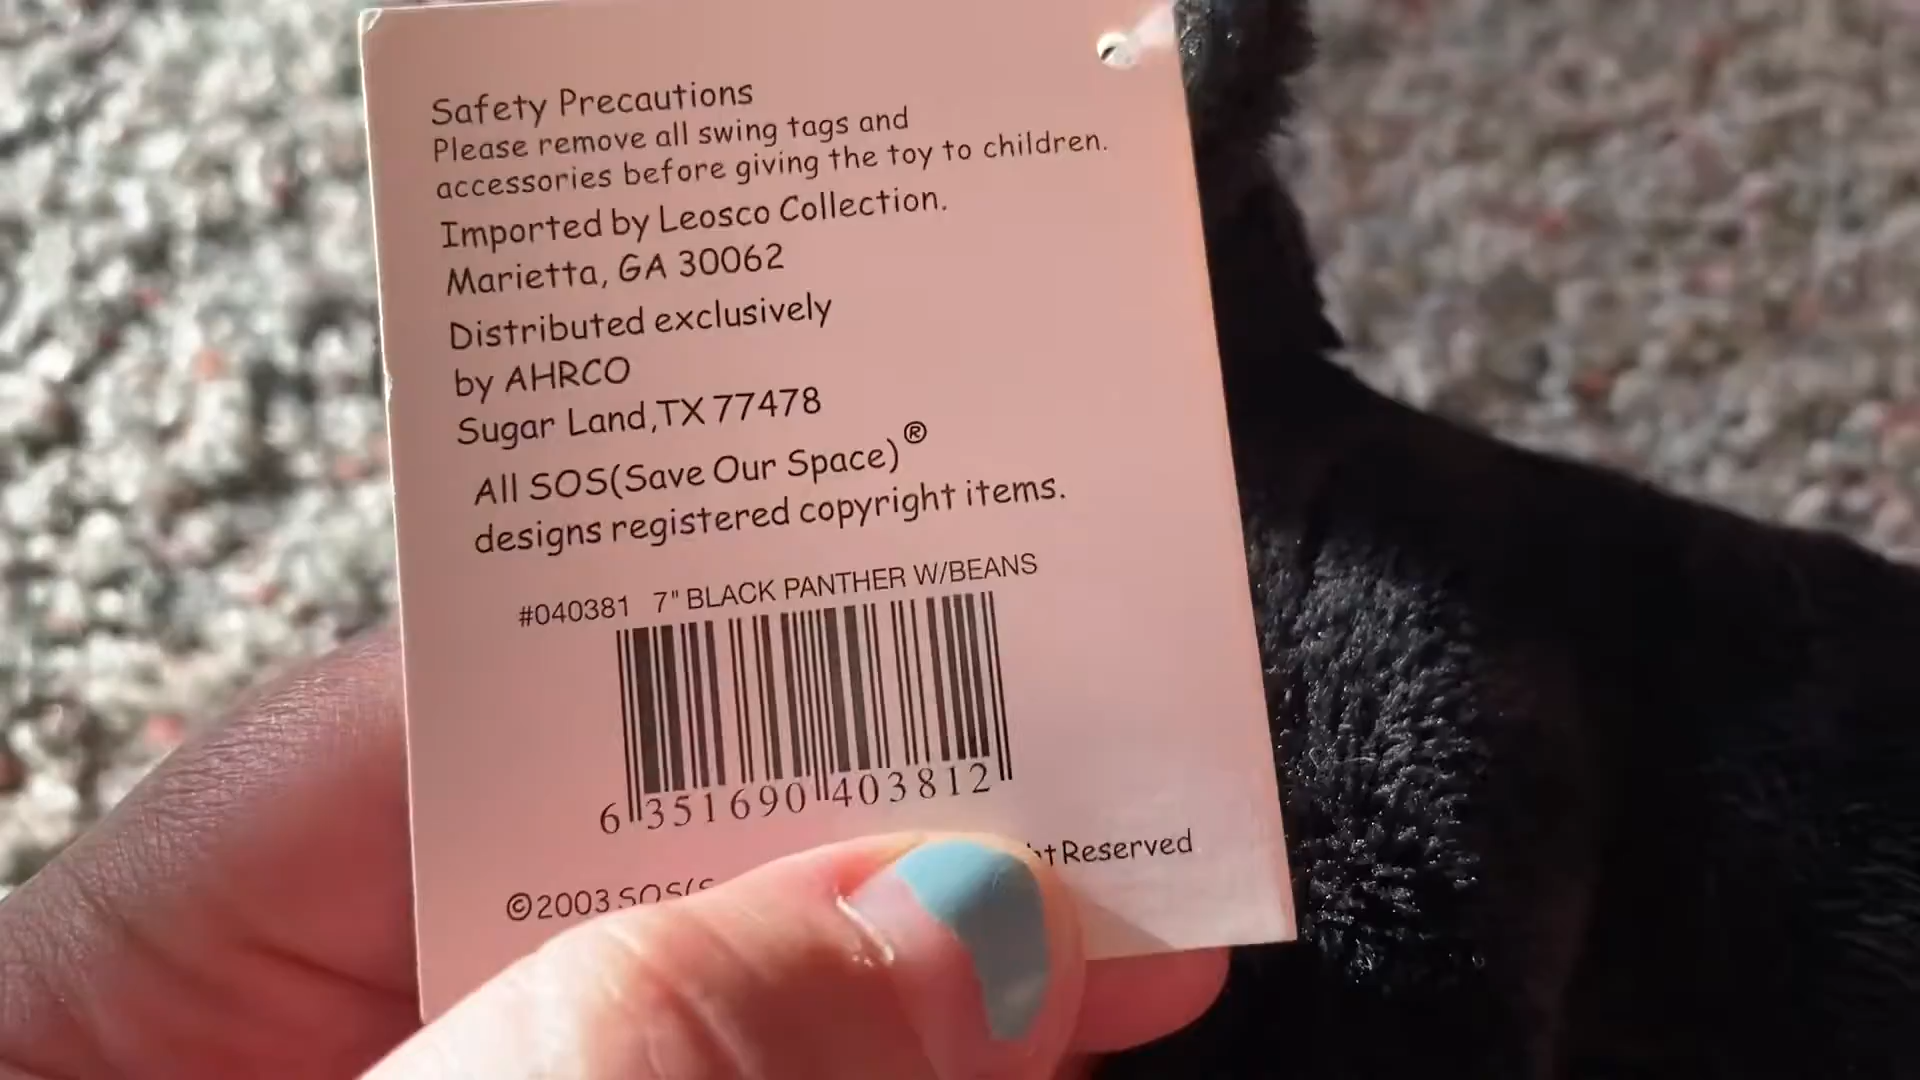 Safety Precautions
Please remove all swing tags and
accessories before giving the toy to children.
Imported by Leosco Collection.
Marietta, GA 30062
Distributed exclusively
by AHRCO
Sugar Land,TX 77478
All SOS(Save Our Space)®
designs registered copyright items.
#040381 7" BLACK PANTHER W/BEANS
6 351690 403812
©2003 SOS(S Reserved